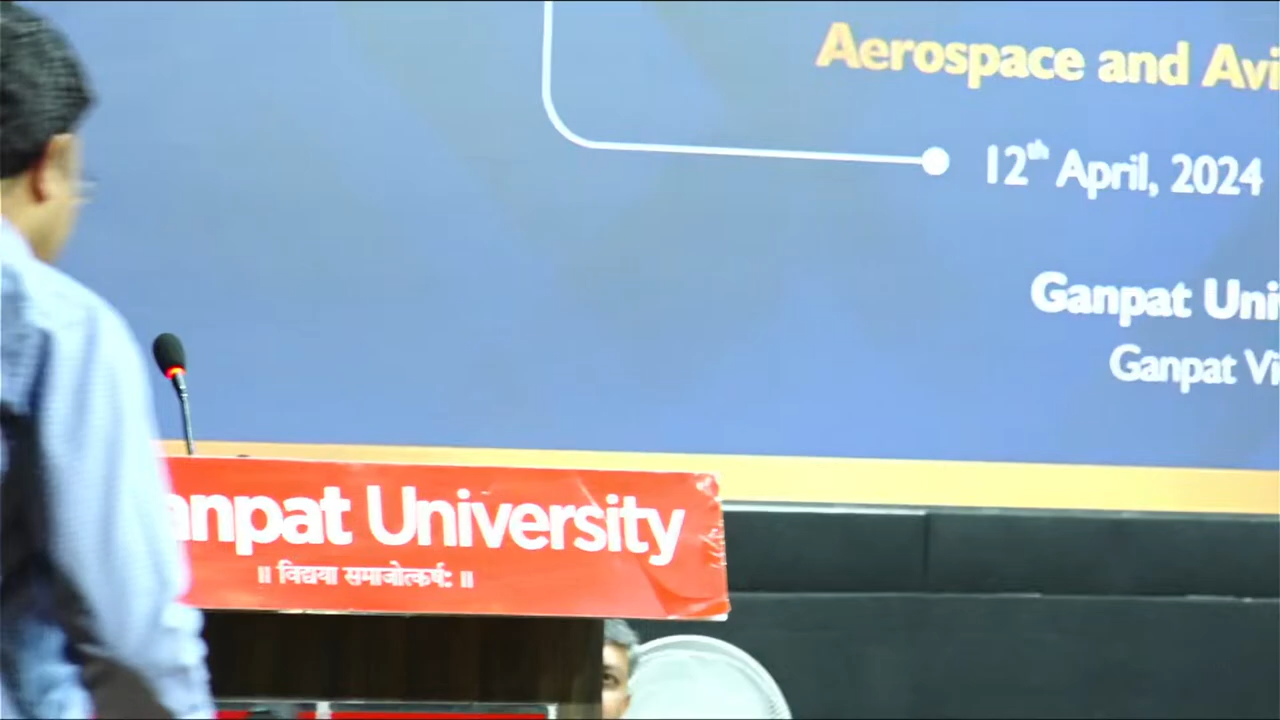 Aerospace and Avi
12th April, 2024
Ganpat Uni
Ganpat Vi
anpat University
॥ विद्यया समाजोत्कर्षः ॥